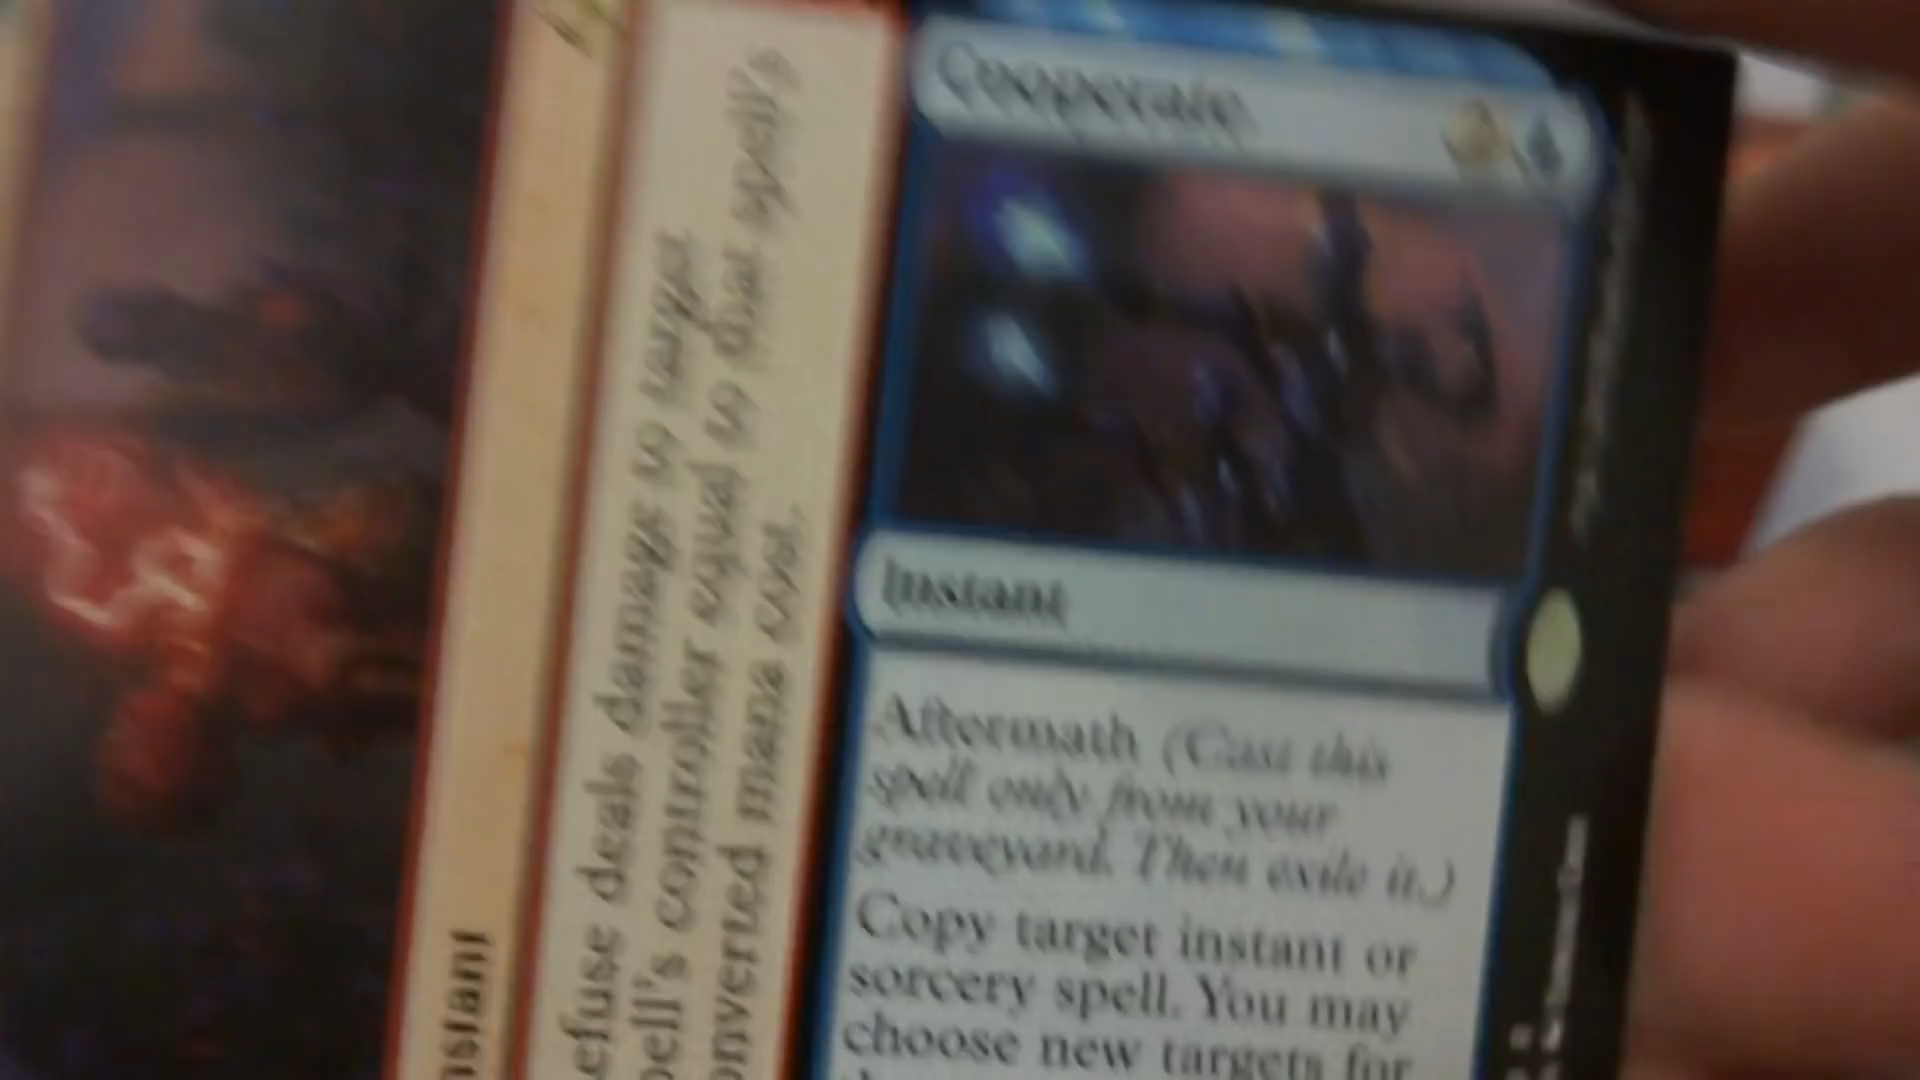 Cooperate
Instant
Aftermath (Cast this
spell only from your
graveyard. Then exile it.)
Copy target instant or
sorcery spell. You may
choose new targets for
nstant
efuse deals damage to target
pell's controller equal to that spell's
onverted mana cost.